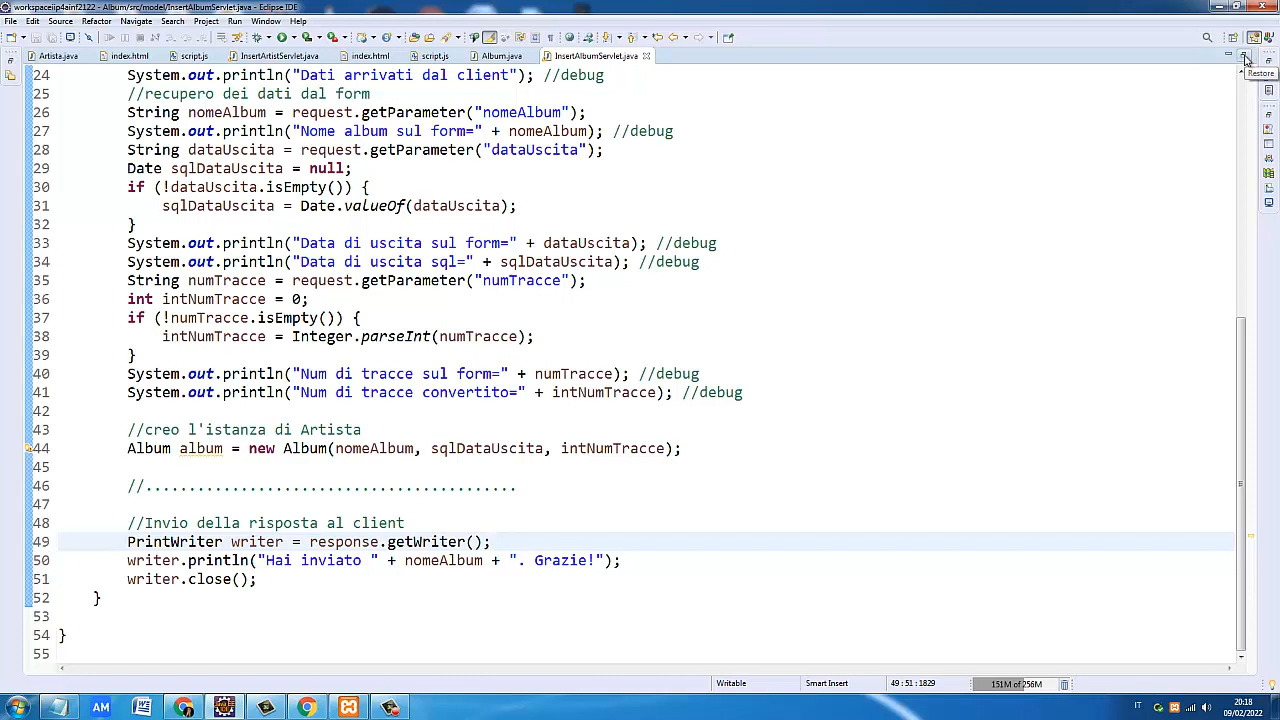 workspaceiip4ainf2122 - Album/src/model/InsertAlbumServlet.java - Eclipse IDE
File Edit Source Refactor Navigate Search Project Run Window Help
Artista.java index.html script.js InsertArtistServlet.java index.html script.js Album.java InsertAlbumServlet.java
Restore
24 System.out.println("Dati arrivati dal client"); //debug
25 //recupero dei dati dal form
26 String nomeAlbum = request.getParameter("nomeAlbum");
27 System.out.println("Nome album sul form=" + nomeAlbum); //debug
28 String dataUscita = request.getParameter("dataUscita");
29 Date sqlDataUscita = null;
30 if (!dataUscita.isEmpty()) {
31 sqlDataUscita = Date.valueOf(dataUscita);
32 }
33 System.out.println("Data di uscita sul form=" + dataUscita); //debug
34 System.out.println("Data di uscita sql=" + sqlDataUscita); //debug
35 String numTracce = request.getParameter("numTracce");
36 int intNumTracce = 0;
37 if (!numTracce.isEmpty()) {
38 intNumTracce = Integer.parseInt(numTracce);
39 }
40 System.out.println("Num di tracce sul form=" + numTracce); //debug
41 System.out.println("Num di tracce convertito=" + intNumTracce); //debug
42
43 //creo l'istanza di Artista
44 Album album = new Album(nomeAlbum, sqlDataUscita, intNumTracce);
45
46 //...........................................
47
48 //Invio della risposta al client
49 PrintWriter writer = response.getWriter();
50 writer.println("Hai inviato " + nomeAlbum + ". Grazie!");
51 writer.close();
52 }
53
54 }
55
Writable Smart Insert 49 : 51 : 1829 151M of 256M
AM IT 20:18
09/02/2022